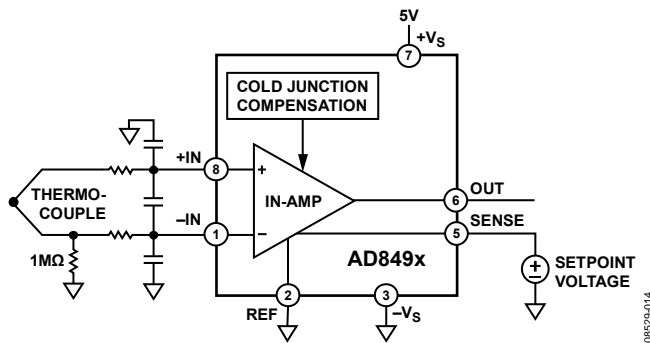 5V
+VS
7
COLD JUNCTION
COMPENSATION
+IN
8
+
THERMO-
COUPLE
IN-AMP
6
OUT
–IN
1
–
SENSE
5
1MΩ
AD849x
+
–
SETPOINT
VOLTAGE
2
3
REF
–VS
08529-014